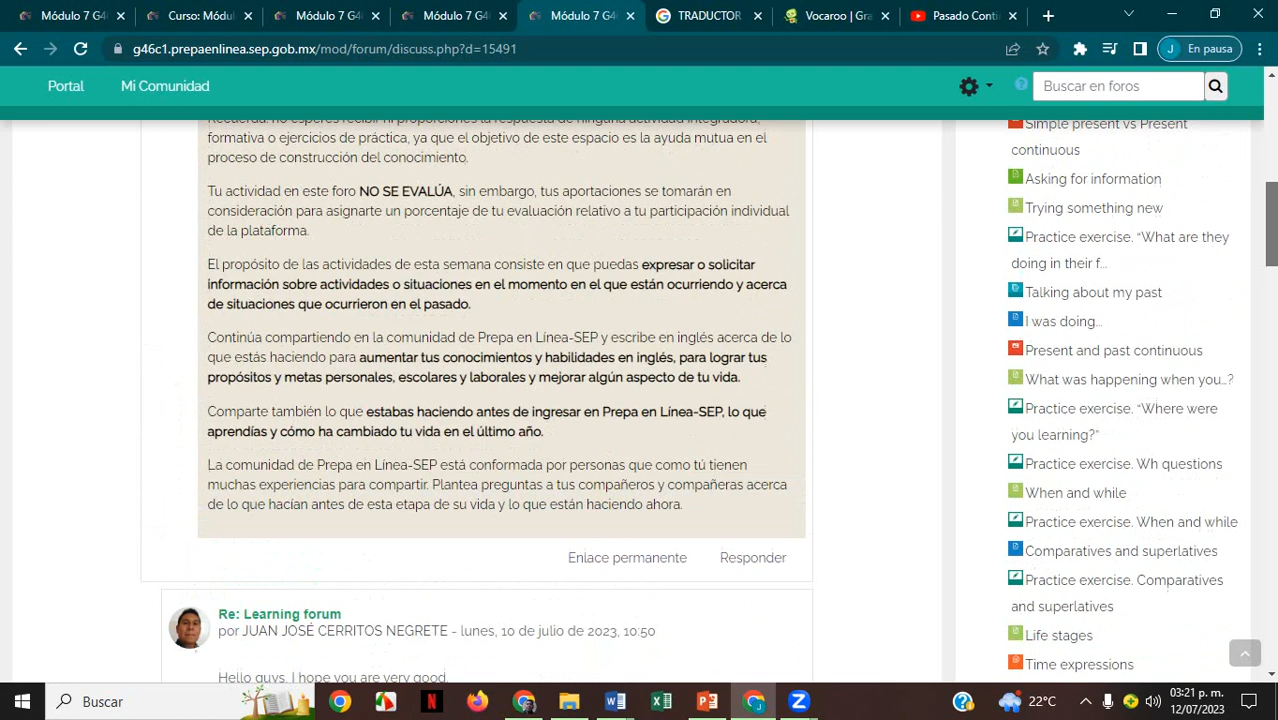 Módulo 7 G4
Curso: Módul
Módulo 7 G4
Módulo 7 G4
Módulo 7 G4
TRADUCTOR
Vocaroo | Gra
Pasado Conti
g46c1.prepaenlinea.sep.gob.mx/mod/forum/discuss.php?d=15491
J En pausa
Portal Mi Comunidad
Buscar en foros
Recuerda: no esperes recibir ni proporciones la respuesta de ninguna actividad integradora,
formativa o ejercicios de práctica, ya que el objetivo de este espacio es la ayuda mutua en el
proceso de construcción del conocimiento.
Tu actividad en este foro NO SE EVALÚA, sin embargo, tus aportaciones se tomarán en
consideración para asignarte un porcentaje de tu evaluación relativo a tu participación individual
de la plataforma.
El propósito de las actividades de esta semana consiste en que puedas expresar o solicitar
información sobre actividades o situaciones en el momento en el que están ocurriendo y acerca
de situaciones que ocurrieron en el pasado.
Continúa compartiendo en la comunidad de Prepa en Línea-SEP y escribe en inglés acerca de lo
que estás haciendo para aumentar tus conocimientos y habilidades en inglés, para lograr tus
propósitos y metas personales, escolares y laborales y mejorar algún aspecto de tu vida.
Comparte también lo que estabas haciendo antes de ingresar en Prepa en Línea-SEP, lo que
aprendías y cómo ha cambiado tu vida en el último año.
La comunidad de Prepa en Línea-SEP está conformada por personas que como tú tienen
muchas experiencias para compartir. Plantea preguntas a tus compañeros y compañeras acerca
de lo que hacían antes de esta etapa de su vida y lo que están haciendo ahora.
Enlace permanente Responder
Re: Learning forum
por JUAN JOSÉ CERRITOS NEGRETE - lunes, 10 de julio de 2023, 10:50
Hello guys, I hope you are very good.
Simple present vs Present
continuous
Asking for information
Trying something new
Practice exercise. “What are they
doing in their f...
Talking about my past
I was doing...
Present and past continuous
What was happening when you...?
Practice exercise. “Where were
you learning?”
Practice exercise. Wh questions
When and while
Practice exercise. When and while
Comparatives and superlatives
Practice exercise. Comparatives
and superlatives
Life stages
Time expressions
Buscar
22°C
03:21 p. m.
12/07/2023